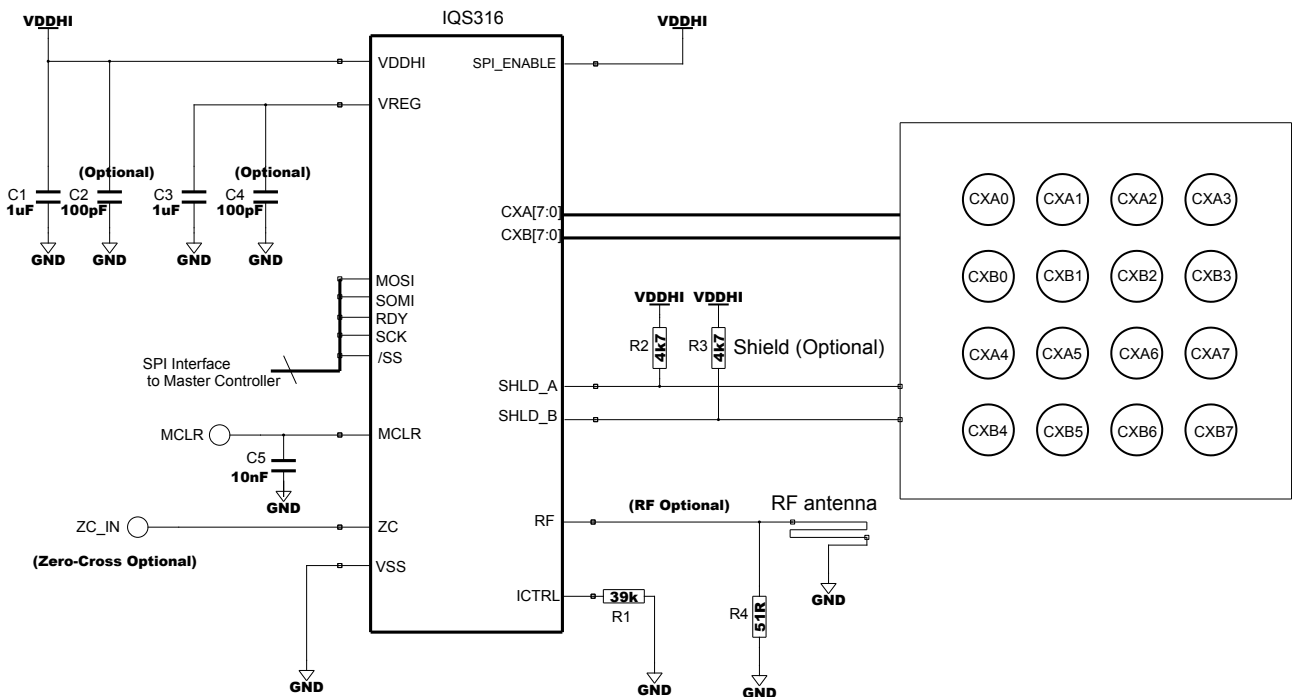 IQS316
VDDHI
VDDHI
VDDHI
SPI_ENABLE
VREG
(Optional)
(Optional)
C1
1uF
C2
100pF
C3
1uF
C4
100pF
GND
GND
GND
GND
CXA[7:0]
CXB[7:0]
CXA0
CXA1
CXA2
CXA3
CXB0
CXB1
CXB2
CXB3
CXA4
CXA5
CXA6
CXA7
CXB4
CXB5
CXB6
CXB7
MOSI
SOMI
RDY
SCK
/SS
SPI Interface
to Master Controller
VDDHI
VDDHI
R2
4k7
R3
4k7
Shield (Optional)
SHLD_A
SHLD_B
MCLR
MCLR
C5
10nF
GND
ZC_IN
ZC
(Zero-Cross Optional)
VSS
GND
RF
(RF Optional)
RF antenna
GND
ICTRL
39k
R1
GND
R4
51R
GND